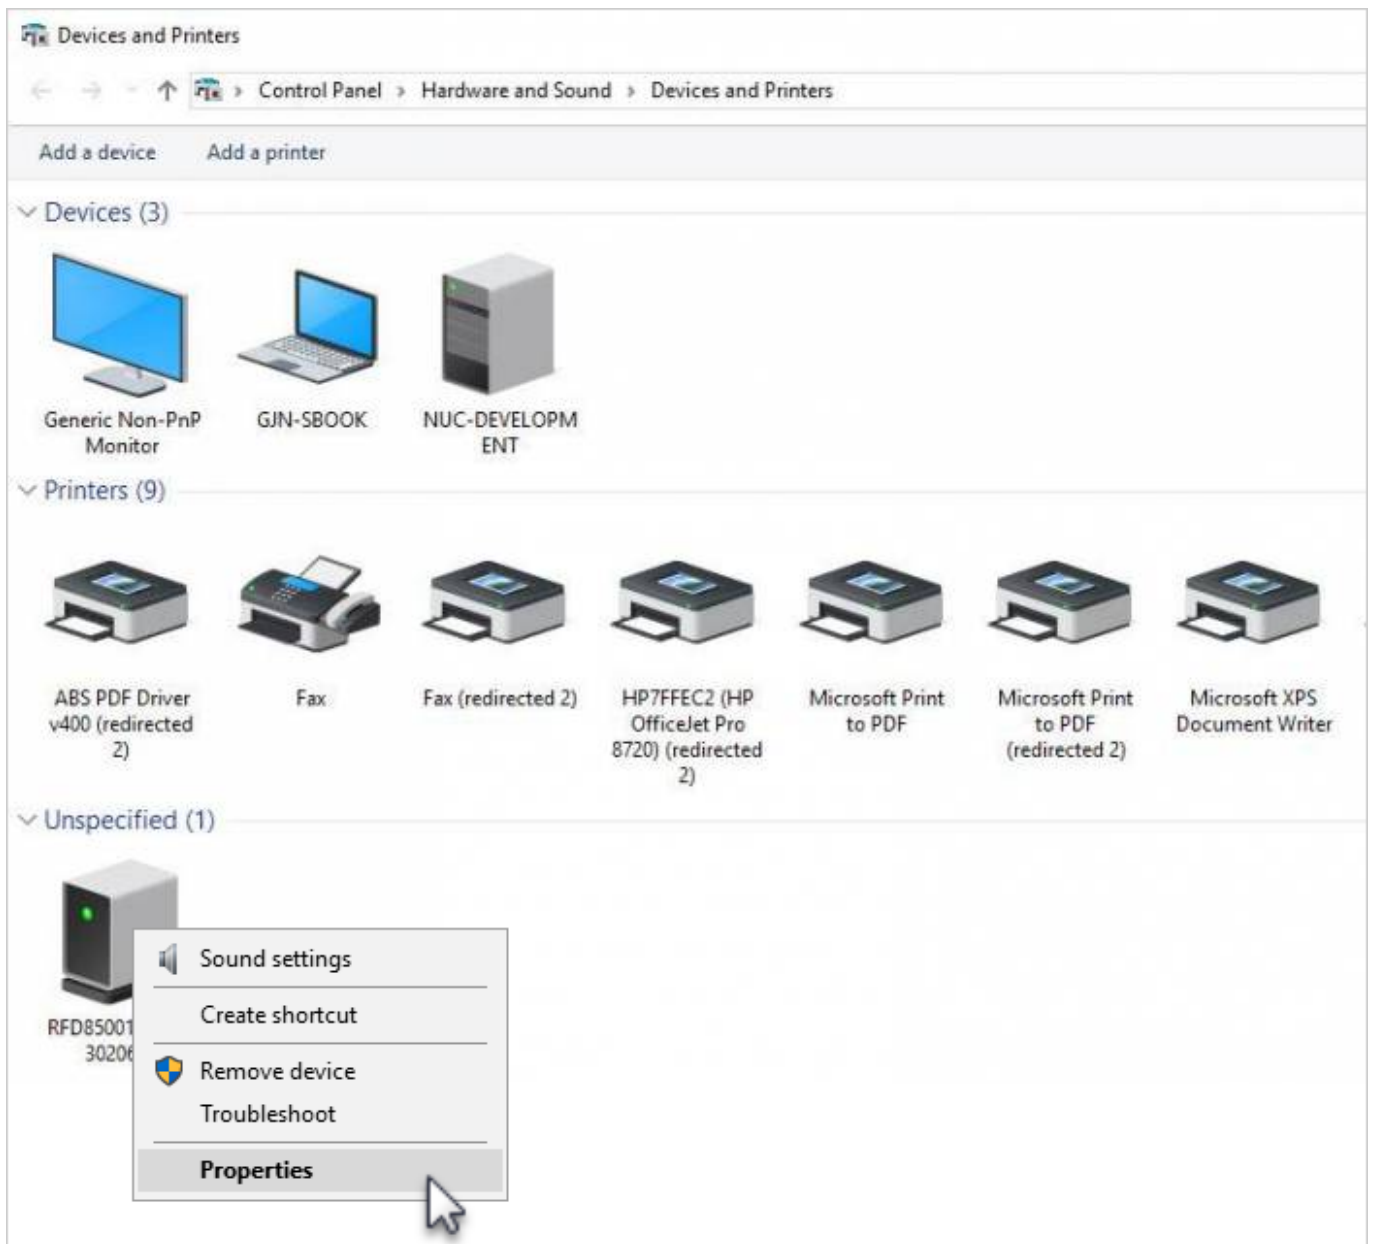 Devices and Printers
Control Panel > Hardware and Sound > Devices and Printers
Add a device Add a printer
Devices (3)
Generic Non-PnP
Monitor
GJN-SBOOK
NUC-DEVELOPM
ENT
Printers (9)
ABS PDF Driver
v400 (redirected
2)
Fax
Fax (redirected 2)
HP7FFEC2 (HP
OfficeJet Pro
8720) (redirected
2)
Microsoft Print
to PDF
Microsoft Print
to PDF
(redirected 2)
Microsoft XPS
Document Writer
Unspecified (1)
RFD85001
3020
Sound settings
Create shortcut
Remove device
Troubleshoot
Properties